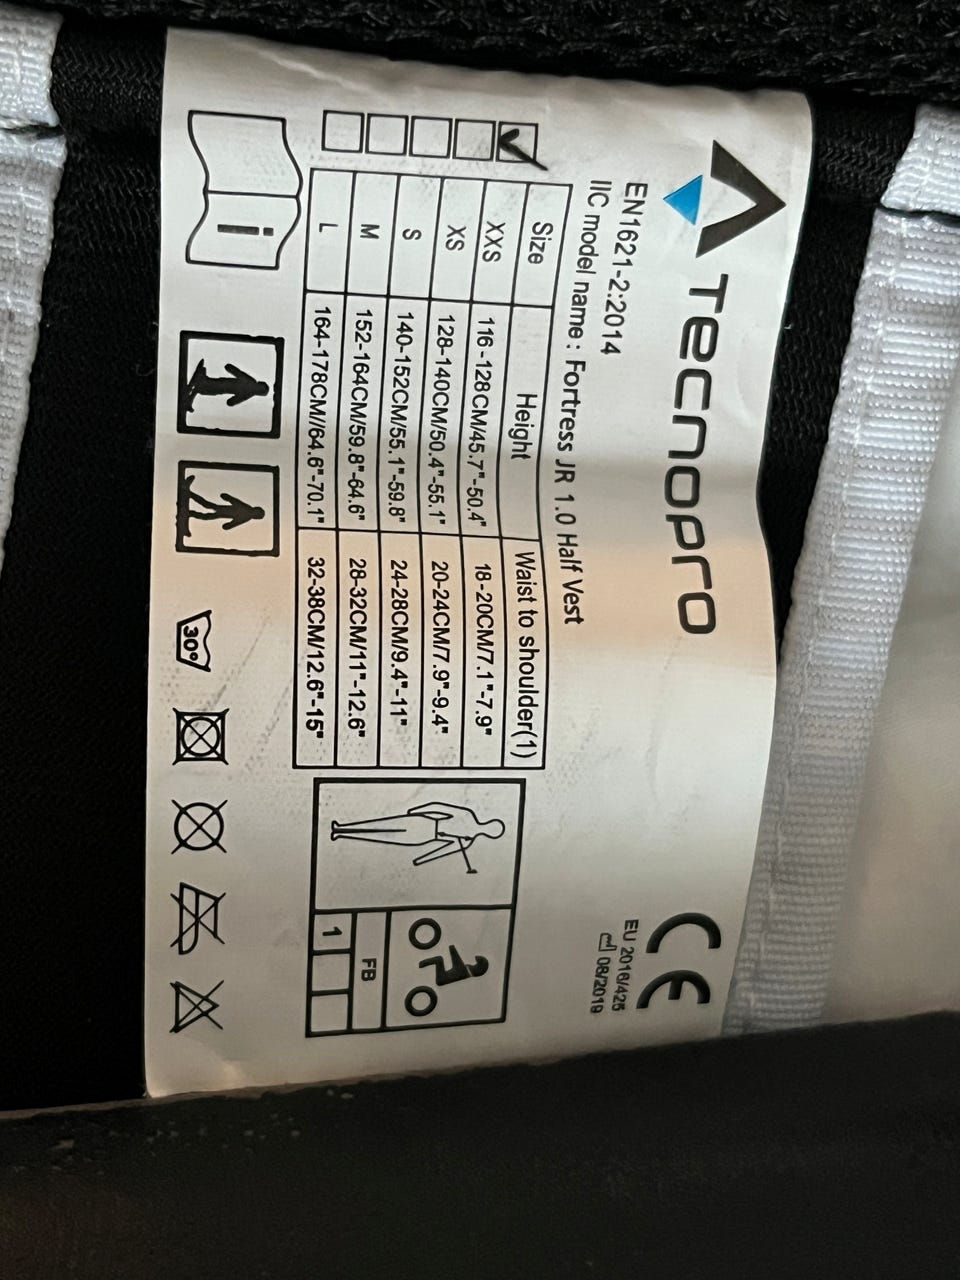 TECNOPRO
EN1621-2:2014
IIC model name : Fortress JR 1.0 Half Vest
CE
EU 2016/425
06/2019
Size Height Waist to shoulder(1)
XXS 116-128CM/45.7"-50.4" 18-20CM/7.1"-7.9"
XS 128-140CM/50.4"-55.1" 20-24CM/7.9"-9.4"
S 140-152CM/55.1"-59.8" 24-28CM/9.4"-11"
M 152-164CM/59.8"-64.6" 28-32CM/11"-12.6"
L 164-178CM//64.6"-70.1" 32-38CM/12.6"-15"
FB
1
i
30°